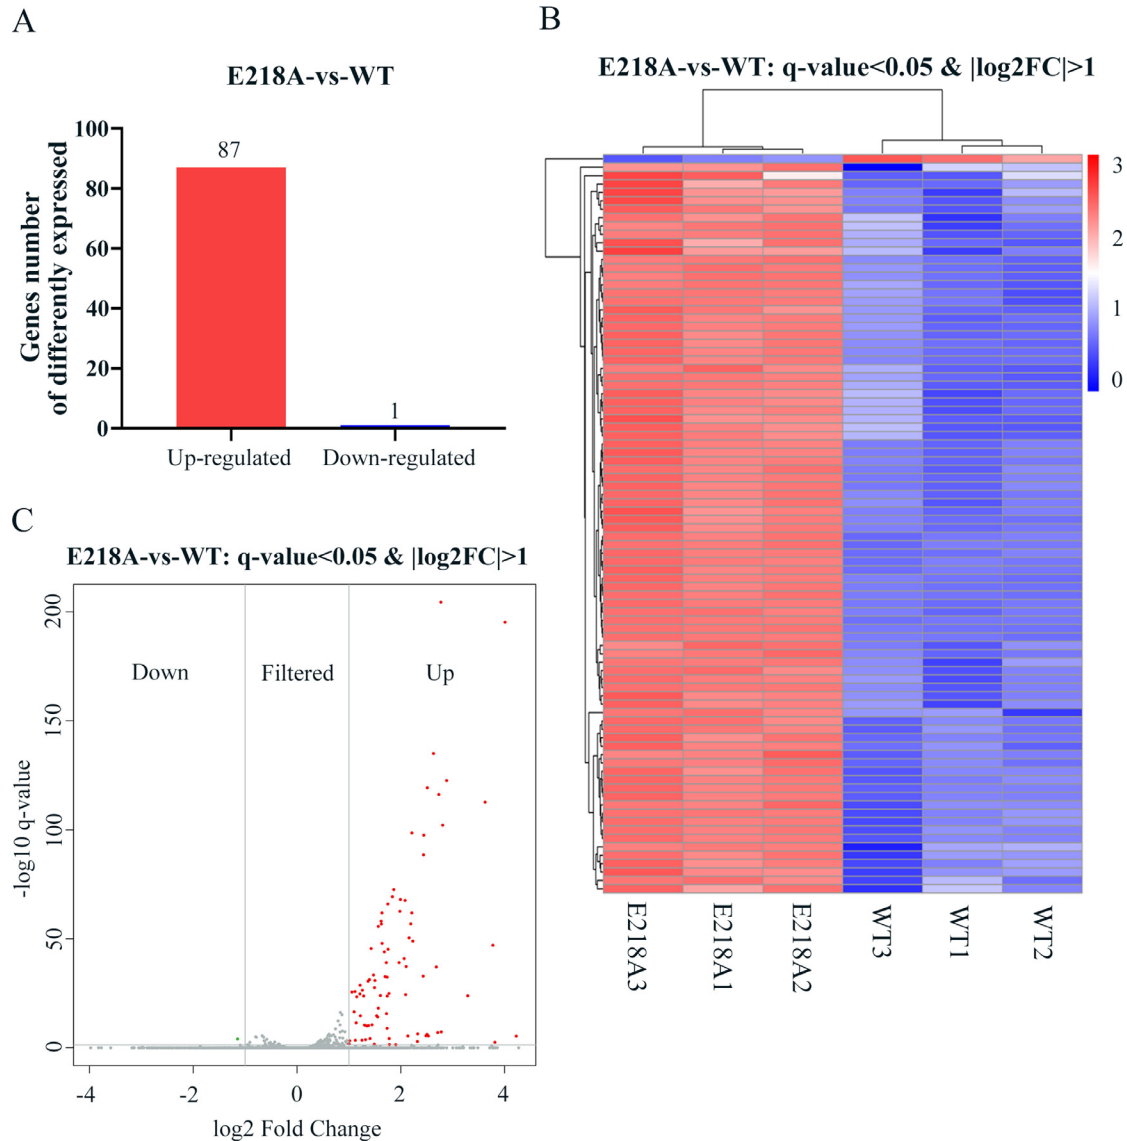 A
E218A-vs-WT
Genes number
of differently expressed
100
80
60
40
20
0
87
1
Up-regulated
Down-regulated
B
E218A-vs-WT: q-value<0.05 & |log2FC|>1
3
2
1
0
E218A3
E218A1
E218A2
WT3
WT1
WT2
C
E218A-vs-WT: q-value<0.05 & |log2FC|>1
-log10 q-value
200
150
100
50
0
Down
Filtered
Up
-4
-2
0
2
4
log2 Fold Change